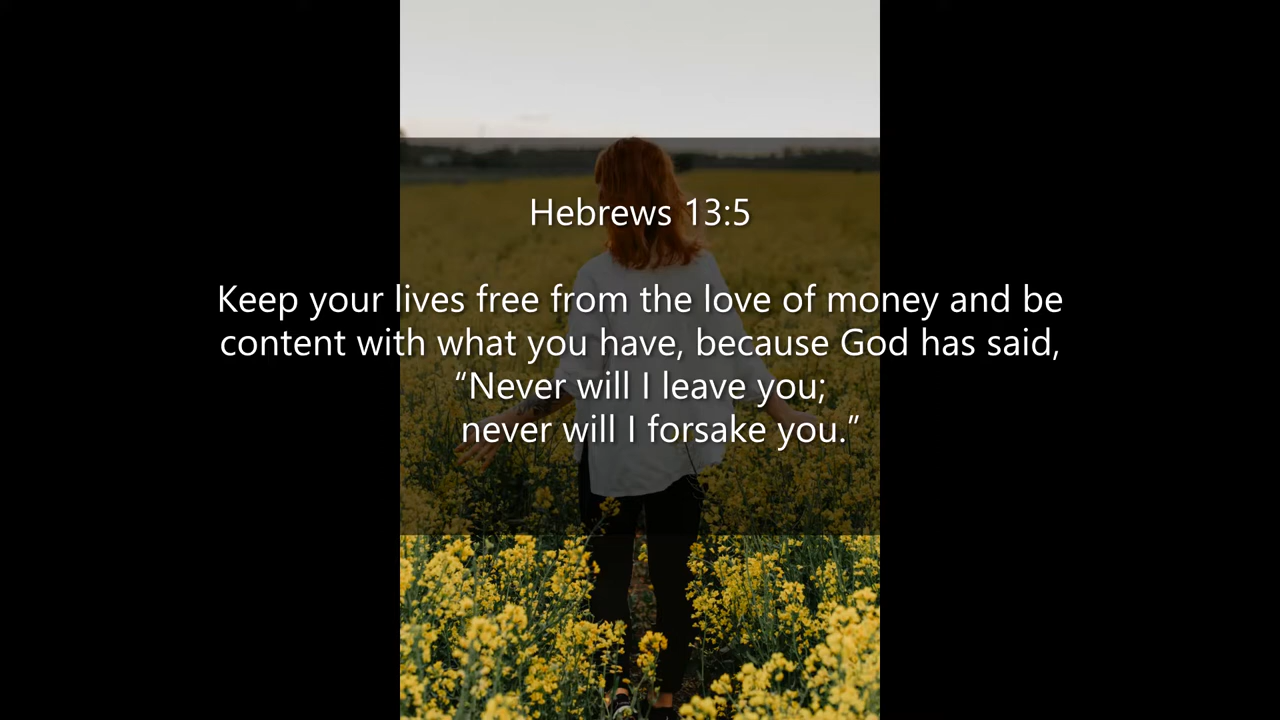 Hebrews 13:5
Keep your lives free from the love of money and be
content with what you have, because God has said,
“Never will I leave you;
never will I forsake you.”